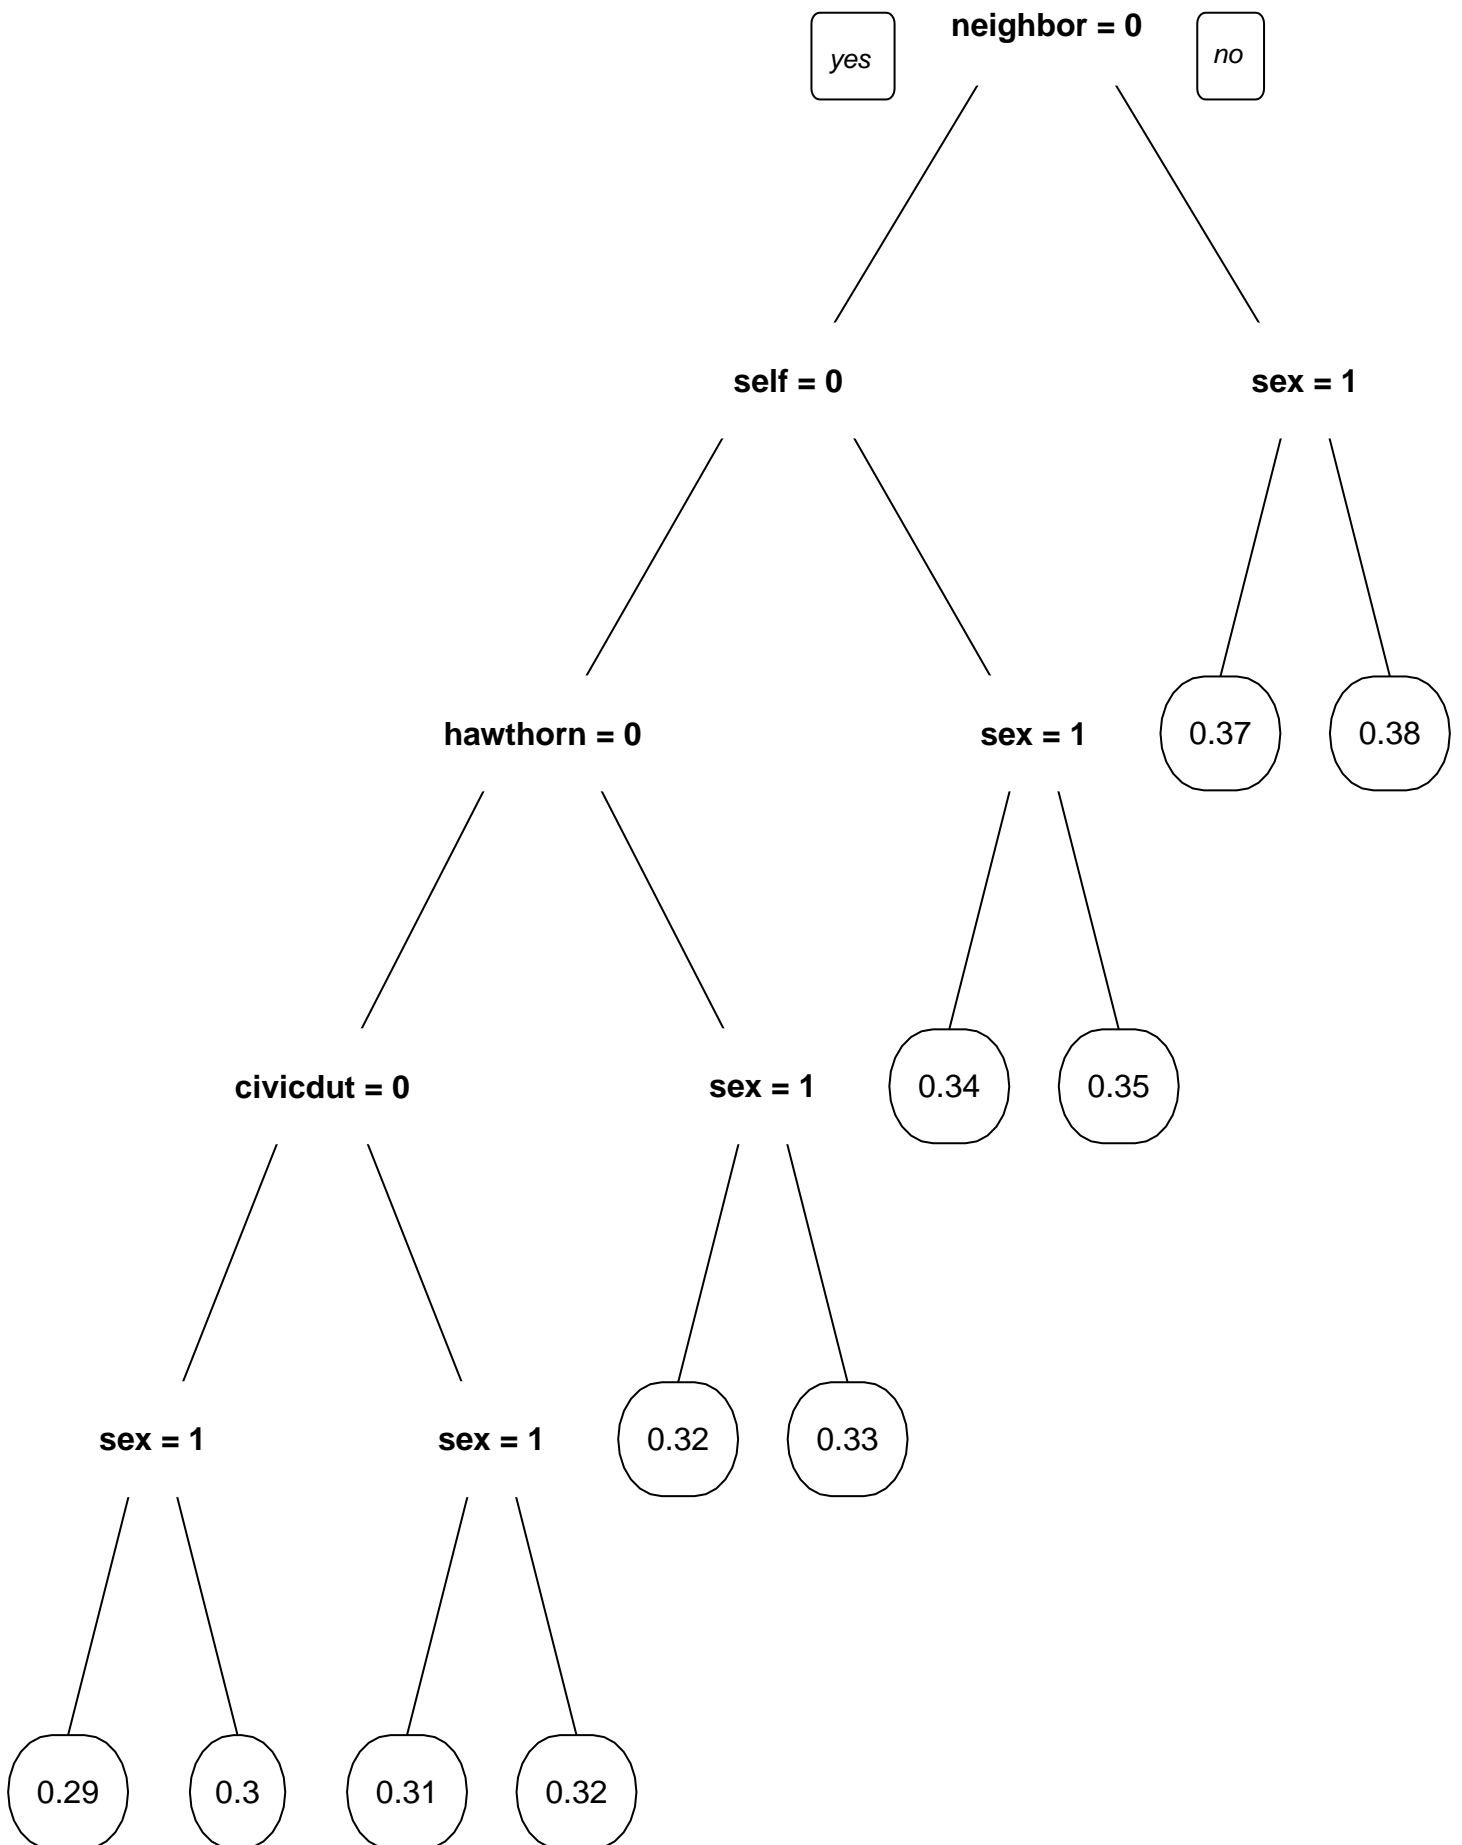 neighbor = 0
yes
no
self = 0
sex = 1
hawthorn = 0
sex = 1
0.37
0.38
civicdut = 0
sex = 1
0.34
0.35
sex = 1
sex = 1
0.32
0.33
0.29
0.3
0.31
0.32